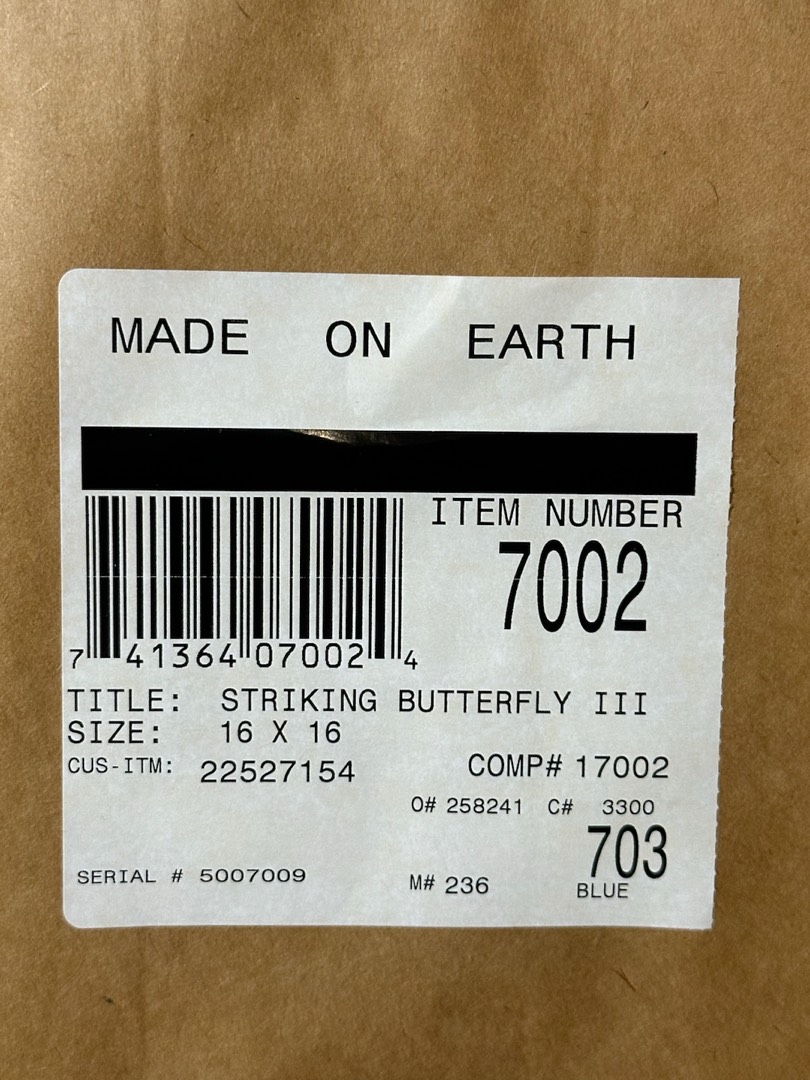 MADE ON EARTH
ITEM NUMBER
7002
7 41364 07002 4
TITLE: STRIKING BUTTERFLY III
SIZE: 16 X 16
CUS-ITM: 22527154 COMP# 17002
O# 258241 C# 3300
703
SERIAL # 5007009 M# 236 BLUE